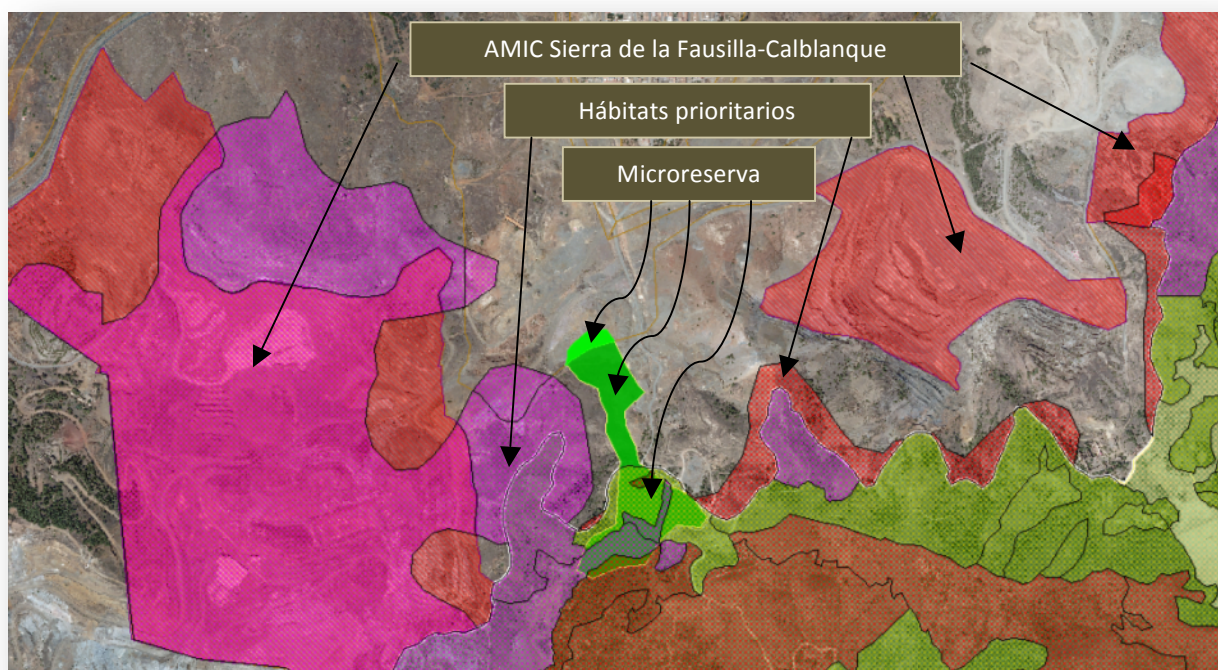 AMIC Sierra de la Fausilla-Calblanque
Hábitats prioritarios
Microreserva